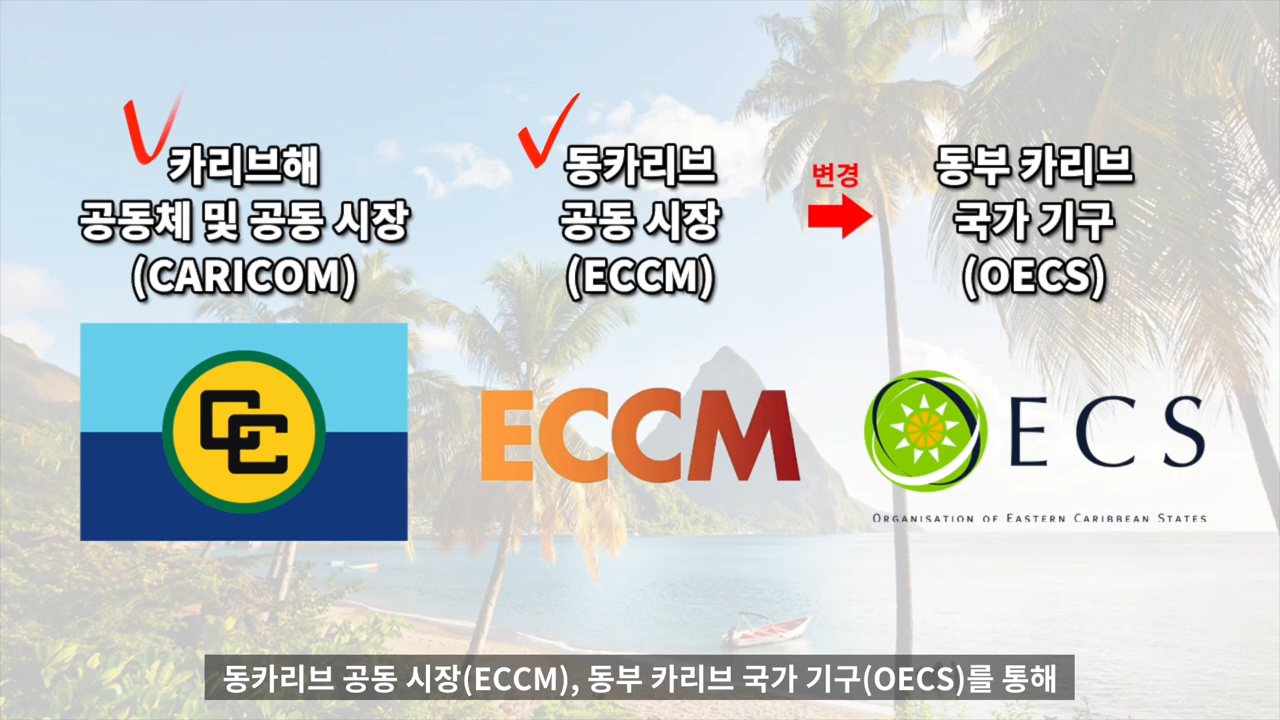 카리브해
공동체 및 공동 시장
(CARICOM)
동카리브
공동 시장
(ECCM)
변경
동부 카리브
국가 기구
(OECS)
CC
ECCM
OECS
ORGANISATION OF EASTERN CARIBBEAN STATES
동카리브 공동 시장(ECCM), 동부 카리브 국가 기구(OECS)를 통해